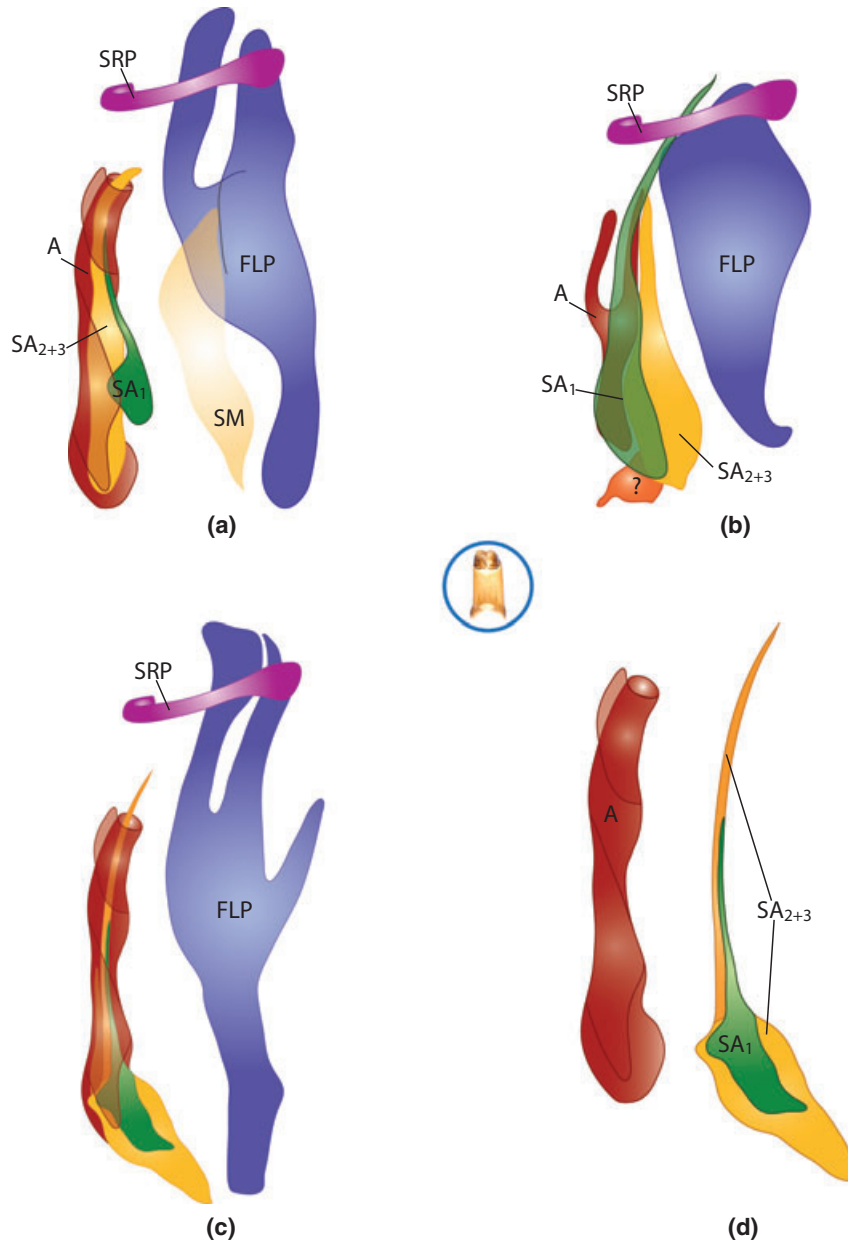 SRP
A
SA2+3
SA1
FLP
SM
(a)
SRP
A
SA1
FLP
SA2+3
?
(b)
SRP
FLP
(c)
A
SA2+3
SA1
(d)